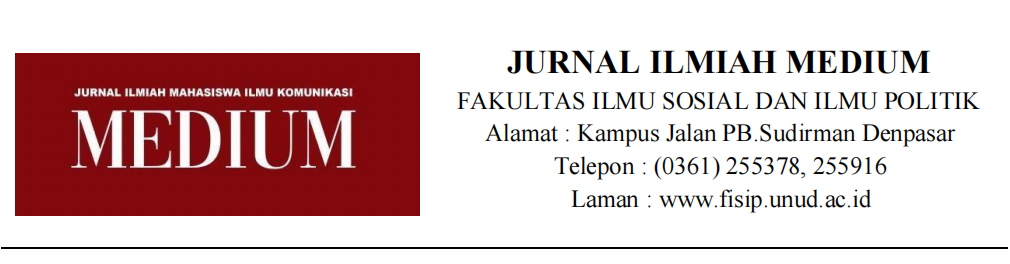 JURNAL ILMIAH MAHASISWA ILMU KOMUNIKASI
MEDIUM
JURNAL ILMIAH MEDIUM
FAKULTAS ILMU SOSIAL DAN ILMU POLITIK
Alamat : Kampus Jalan PB.Sudirman Denpasar
Telepon : (0361) 255378, 255916
Laman : www.fisip.unud.ac.id